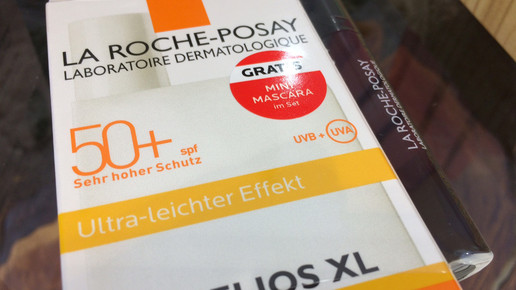 LA ROCHE-POSAY
LABORATOIRE DERMATOLOGIQUE
GRATIS
MINI
MASCARA
im Set
50+ spf
Sehr hoher Schutz
UVB + UVA
Ultra-leichter Effekt
XL
LA ROCHE-POSAY